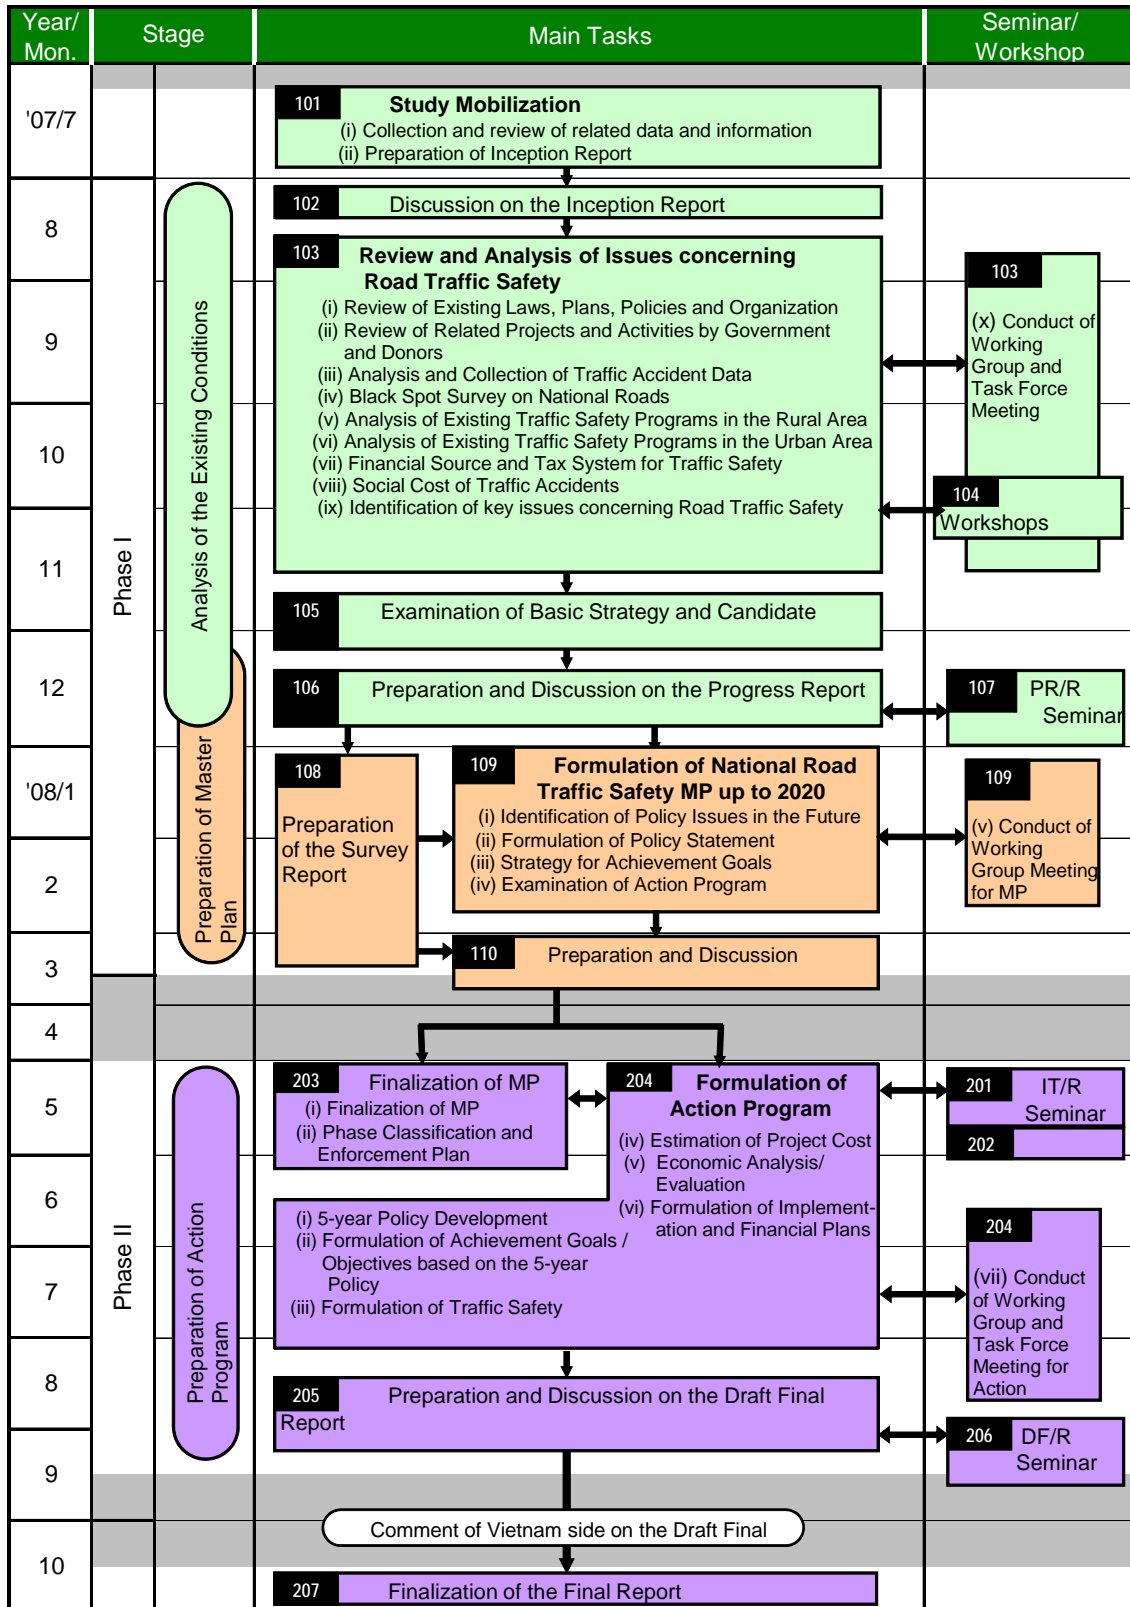 Year/
Mon.
Stage
Main Tasks
Seminar/
Workshop
'07/7
101
Study Mobilization
(i) Collection and review of related data and information
(ii) Preparation of Inception Report
8
102
Discussion on the Inception Report
103
Review and Analysis of Issues concerning
Road Traffic Safety
(i) Review of Existing Laws, Plans, Policies and Organization
(ii) Review of Related Projects and Activities by Government
and Donors
(iii) Analysis and Collection of Traffic Accident Data
(iv) Black Spot Survey on National Roads
(v) Analysis of Existing Traffic Safety Programs in the Rural Area
(vi) Analysis of Existing Traffic Safety Programs in the Urban Area
(vii) Financial Source and Tax System for Traffic Safety
(viii) Social Cost of Traffic Accidents
(ix) Identification of key issues concerning Road Traffic Safety
103
(x) Conduct of
Working
Group and
Task Force
Meeting
104
Workshops
9
10
11
Phase I
Analysis of the Existing Conditions
105
Examination of Basic Strategy and Candidate
12
106
Preparation and Discussion on the Progress Report
107
PR/R
Seminar
Preparation of Master
Plan
'08/1
108
Preparation
of the Survey
Report
109
Formulation of National Road
Traffic Safety MP up to 2020
(i) Identification of Policy Issues in the Future
(ii) Formulation of Policy Statement
(iii) Strategy for Achievement Goals
(iv) Examination of Action Program
109
(v) Conduct of
Working
Group Meeting
for MP
2
3
110
Preparation and Discussion
4
5
203
Finalization of MP
(i) Finalization of MP
(ii) Phase Classification and
Enforcement Plan
204
Formulation of
Action Program
(iv) Estimation of Project Cost
(v) Economic Analysis/
Evaluation
(vi) Formulation of Implement-
ation and Financial Plans
201
IT/R
Seminar
202
6
(i) 5-year Policy Development
(ii) Formulation of Achievement Goals /
Objectives based on the 5-year
Policy
(iii) Formulation of Traffic Safety
204
(vii) Conduct
of Working
Group and
Task Force
Meeting for
Action
Phase II
Preparation of Action
Program
7
8
205
Preparation and Discussion on the Draft Final
Report
206
DF/R
Seminar
9
Comment of Vietnam side on the Draft Final
10
207
Finalization of the Final Report